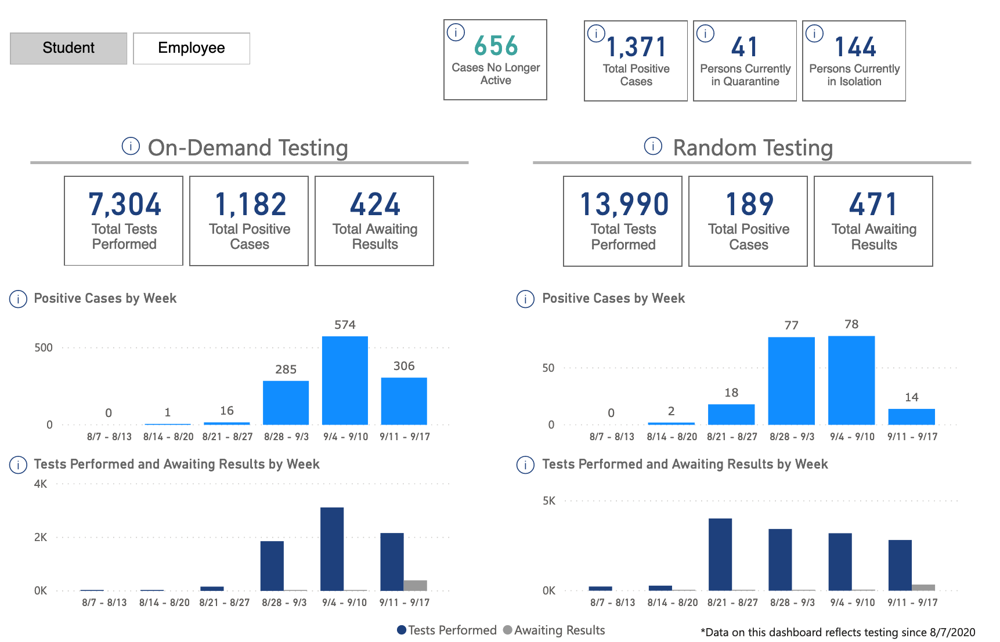 Student
Employee
i
656
Cases No Longer
Active
i
1,371
Total Positive
Cases
i
41
Persons Currently
in Quarantine
i
144
Persons Currently
in Isolation
i
On-Demand Testing
7,304
Total Tests
Performed
1,182
Total Positive
Cases
424
Total Awaiting
Results
i
Positive Cases by Week
500
0
0
1
16
285
574
306
8/7 - 8/13
8/14 - 8/20
8/21 - 8/27
8/28 - 9/3
9/4 - 9/10
9/11 - 9/17
i
Tests Performed and Awaiting Results by Week
4K
2K
0K
8/7 - 8/13
8/14 - 8/20
8/21 - 8/27
8/28 - 9/3
9/4 - 9/10
9/11 - 9/17
i
Random Testing
13,990
Total Tests
Performed
189
Total Positive
Cases
471
Total Awaiting
Results
i
Positive Cases by Week
50
0
0
2
18
77
78
14
8/7 - 8/13
8/14 - 8/20
8/21 - 8/27
8/28 - 9/3
9/4 - 9/10
9/11 - 9/17
i
Tests Performed and Awaiting Results by Week
5K
0K
8/7 - 8/13
8/14 - 8/20
8/21 - 8/27
8/28 - 9/3
9/4 - 9/10
9/11 - 9/17
Tests Performed
Awaiting Results
*Data on this dashboard reflects testing since 8/7/2020